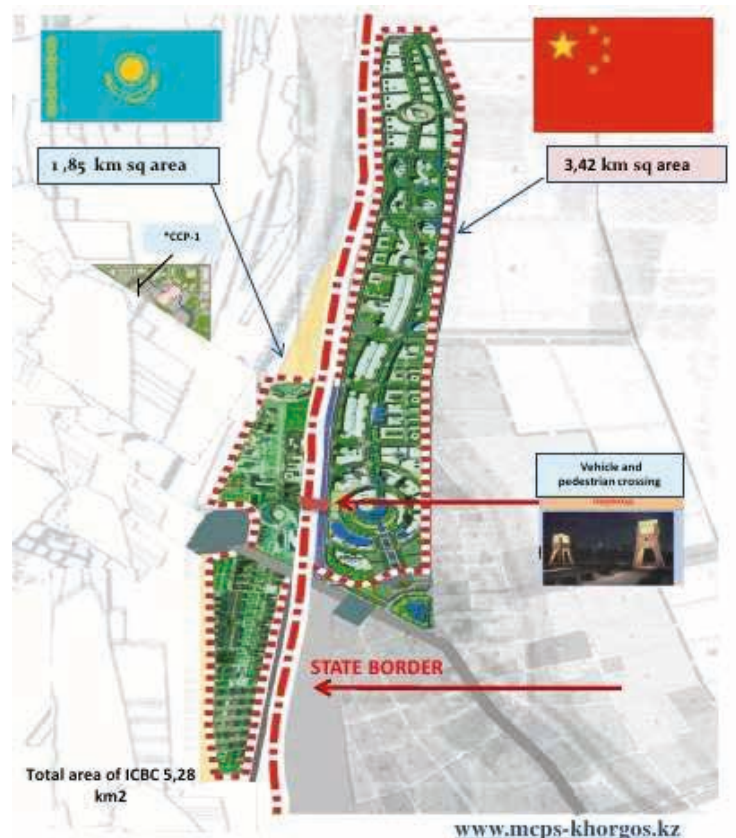 1 ,85 km sq area
3,42 km sq area
*CCP-1
Vehicle and
pedestrian crossing
STATE BORDER
Total area of ICBC 5,28
km2
www.mcps-khorgos.kz